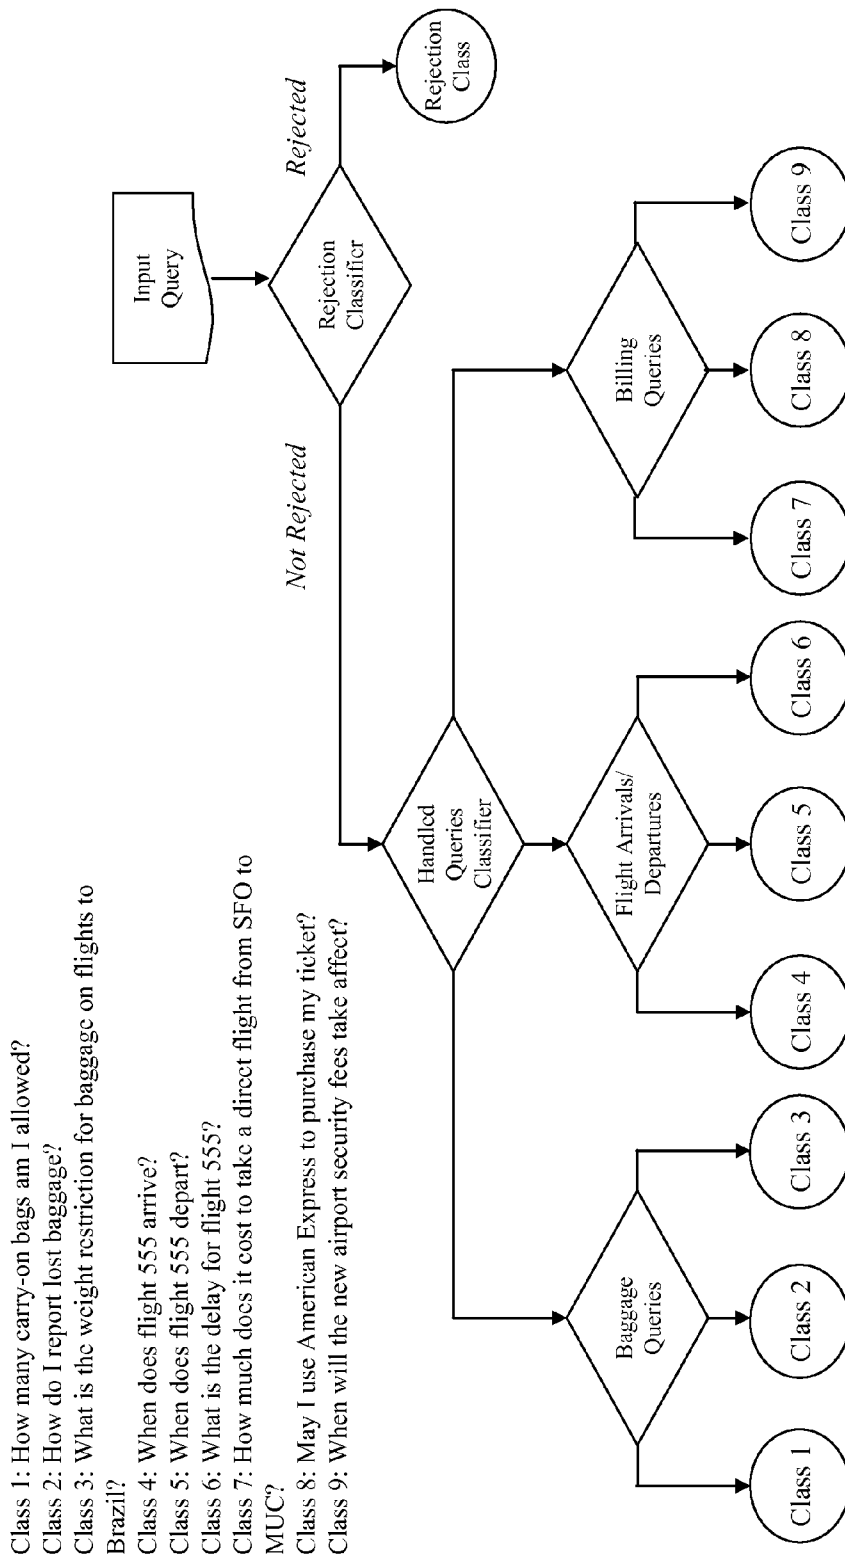 Class 1: How many carry-on bags am I allowed?
Class 2: How do I report lost baggage?
Class 3: What is the weight restriction for baggage on flights to
Brazil?
Class 4: When does flight 555 arrive?
Class 5: When does flight 555 depart?
Class 6: What is the delay for flight 555?
Class 7: How much does it cost to take a direct flight from SFO to
MUC?
Class 8: May I use American Express to purchase my ticket?
Class 9: When will the new airport security fees take affect?
Input
Query
Rejection
Classifier
Not Rejected
Rejected
Rejection
Class
Handled
Queries
Classifier
Baggage
Queries
Flight Arrivals/
Departures
Billing
Queries
Class 1
Class 2
Class 3
Class 4
Class 5
Class 6
Class 7
Class 8
Class 9